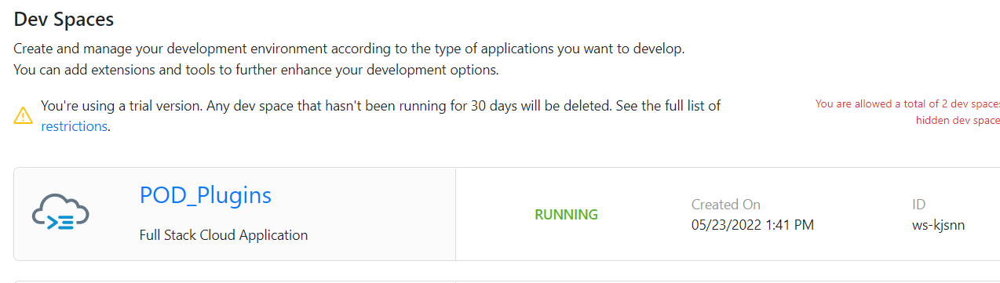 Dev Spaces
Create and manage your development environment according to the type of applications you want to develop.
You can add extensions and tools to further enhance your development options.
You're using a trial version. Any dev space that hasn't been running for 30 days will be deleted. See the full list of
restrictions.
You are allowed a total of 2 dev spaces
hidden dev space
POD_Plugins
Full Stack Cloud Application
RUNNING
Created On
05/23/2022 1:41 PM
ID
ws-kjsnn